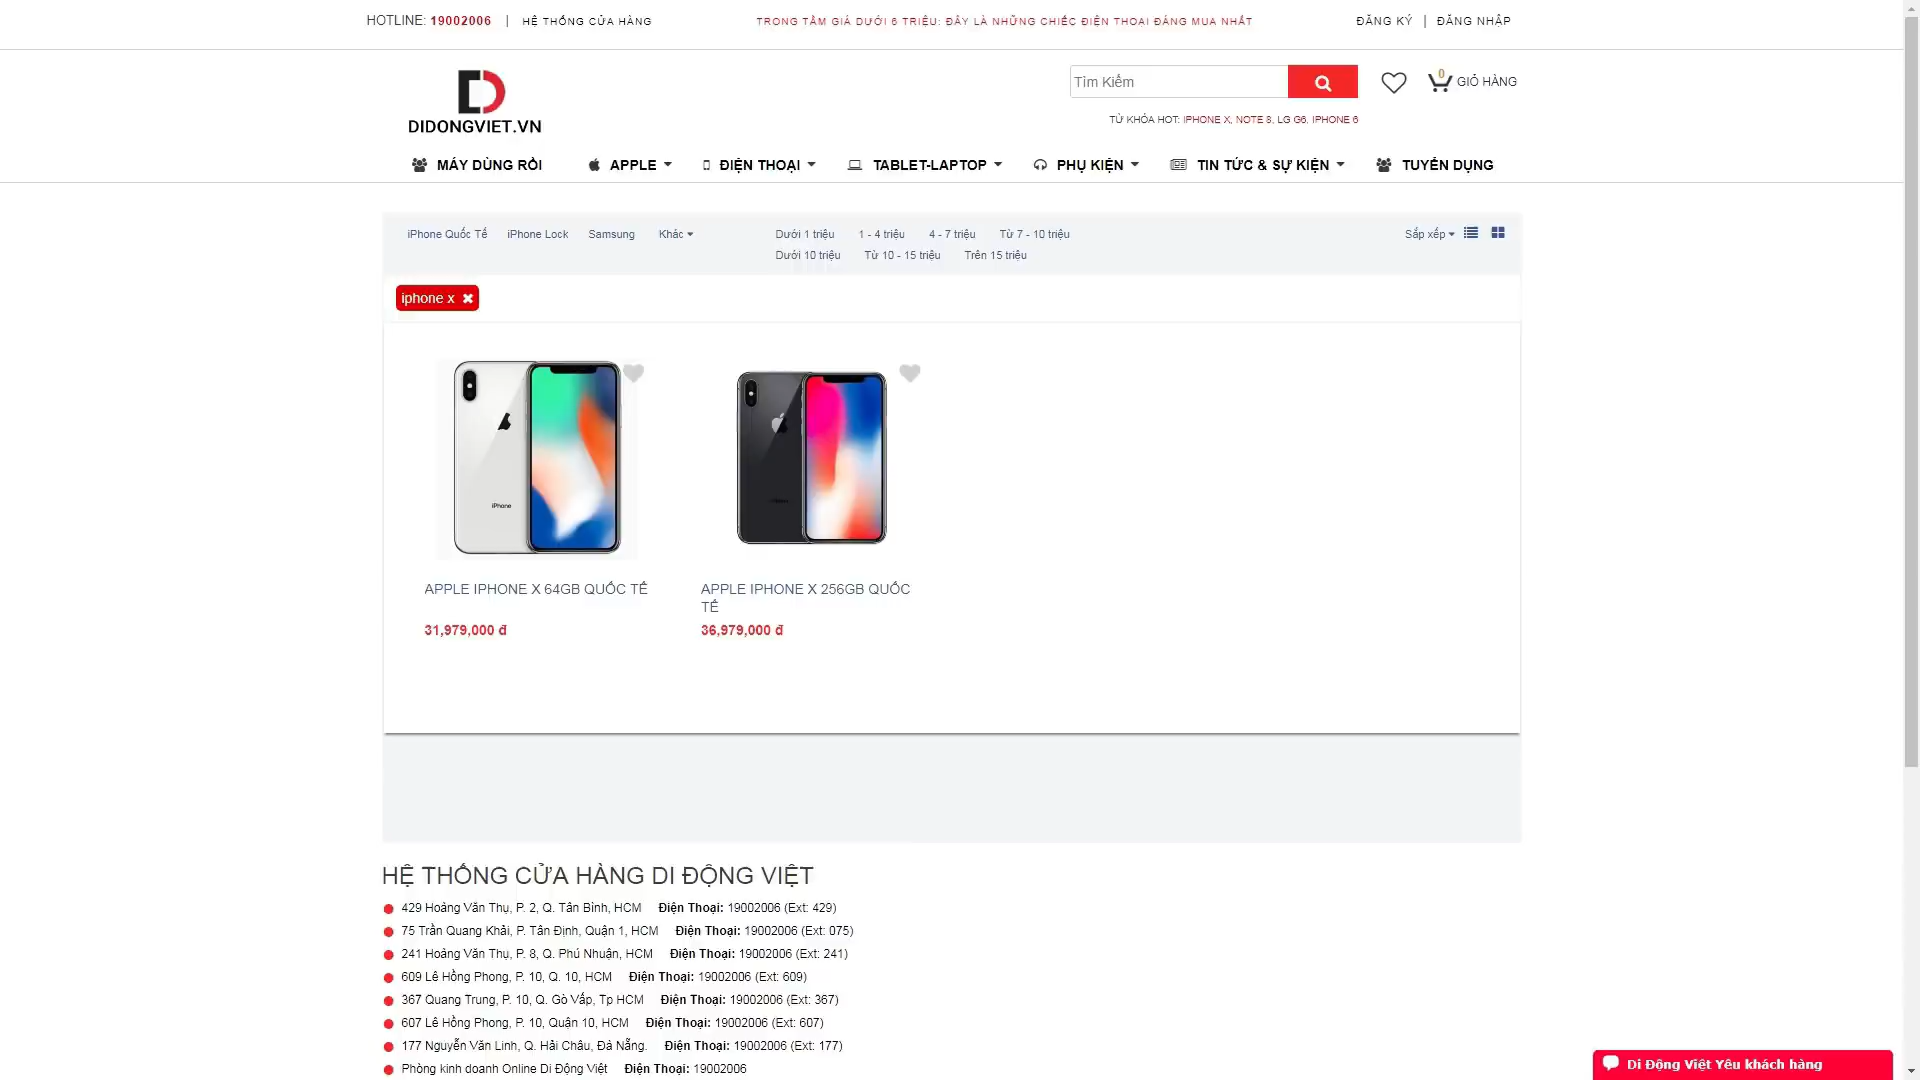 HOTLINE: 19002006 | HỆ THỐNG CỬA HÀNG
TRONG TẦM GIÁ DƯỚI 6 TRIỆU: ĐÂY LÀ NHỮNG CHIẾC ĐIỆN THOẠI ĐÁNG MUA NHẤT
ĐĂNG KÝ | ĐĂNG NHẬP
DIDONGVIET.VN
Tìm Kiếm
0
GIỎ HÀNG
TỪ KHÓA HOT: IPHONE X, NOTE 8, LG G6, IPHONE 6
MÁY DÙNG RỒI
APPLE
ĐIỆN THOẠI
TABLET-LAPTOP
PHỤ KIỆN
TIN TỨC & SỰ KIỆN
TUYỂN DỤNG
iPhone Quốc Tế
iPhone Lock
Samsung
Khác
Dưới 1 triệu
1 - 4 triệu
4 - 7 triệu
Từ 7 - 10 triệu
Dưới 10 triệu
Từ 10 - 15 triệu
Trên 15 triệu
Sắp xếp
iphone x
iPhone
APPLE IPHONE X 64GB QUỐC TẾ
31,979,000 đ
APPLE IPHONE X 256GB QUỐC
TẾ
36,979,000 đ
HỆ THỐNG CỬA HÀNG DI ĐỘNG VIỆT
429 Hoàng Văn Thụ, P. 2, Q. Tân Bình, HCM Điện Thoại: 19002006 (Ext: 429)
75 Trần Quang Khải, P. Tân Định, Quận 1, HCM Điện Thoại: 19002006 (Ext: 075)
241 Hoàng Văn Thụ, P. 8, Q. Phú Nhuận, HCM Điện Thoại: 19002006 (Ext: 241)
609 Lê Hồng Phong, P. 10, Q. 10, HCM Điện Thoại: 19002006 (Ext: 609)
367 Quang Trung, P. 10, Q. Gò Vấp, Tp HCM Điện Thoại: 19002006 (Ext: 367)
607 Lê Hồng Phong, P. 10, Quận 10, HCM Điện Thoại: 19002006 (Ext: 607)
177 Nguyễn Văn Linh, Q. Hải Châu, Đà Nẵng. Điện Thoại: 19002006 (Ext: 177)
Phòng kinh doanh Online Di Động Việt Điện Thoại: 19002006
Di Động Việt Yêu khách hàng